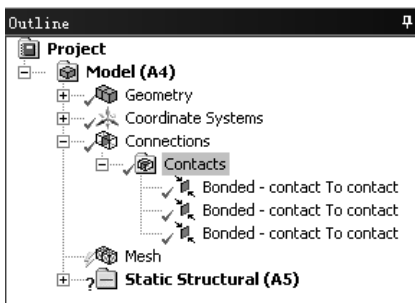 Outline
Project
Model (A4)
Geometry
Coordinate Systems
Connections
Contacts
Bonded - contact To contact
Bonded - contact To contact
Bonded - contact To contact
Mesh
Static Structural (A5)